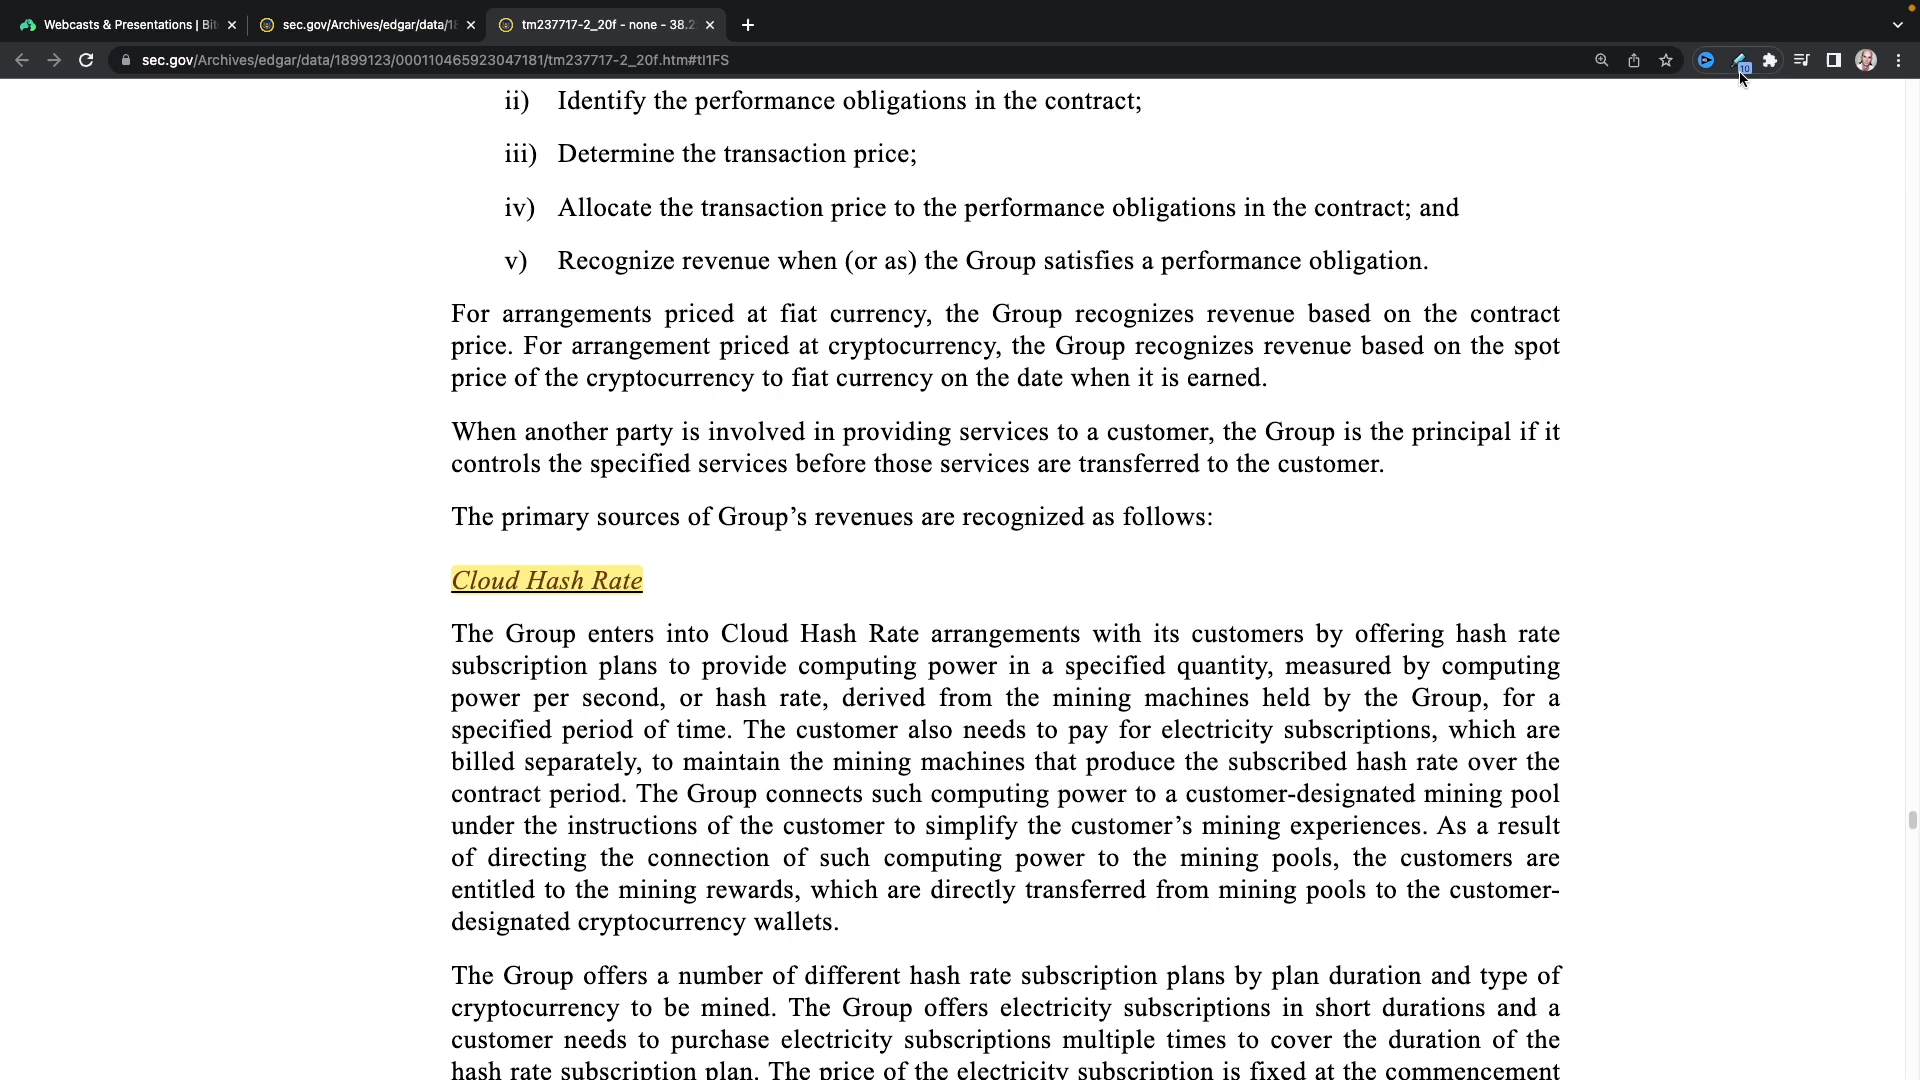 Webcasts & Presentations | Bit
sec.gov/Archives/edgar/data/18
tm237717-2_20f - none - 38.2
sec.gov/Archives/edgar/data/1899123/000110465923047181/tm237717-2_20f.htm#tI1FS
10
ii) Identify the performance obligations in the contract;
iii) Determine the transaction price;
iv) Allocate the transaction price to the performance obligations in the contract; and
v) Recognize revenue when (or as) the Group satisfies a performance obligation.
For arrangements priced at fiat currency, the Group recognizes revenue based on the contract
price. For arrangement priced at cryptocurrency, the Group recognizes revenue based on the spot
price of the cryptocurrency to fiat currency on the date when it is earned.
When another party is involved in providing services to a customer, the Group is the principal if it
controls the specified services before those services are transferred to the customer.
The primary sources of Group’s revenues are recognized as follows:
Cloud Hash Rate
The Group enters into Cloud Hash Rate arrangements with its customers by offering hash rate
subscription plans to provide computing power in a specified quantity, measured by computing
power per second, or hash rate, derived from the mining machines held by the Group, for a
specified period of time. The customer also needs to pay for electricity subscriptions, which are
billed separately, to maintain the mining machines that produce the subscribed hash rate over the
contract period. The Group connects such computing power to a customer-designated mining pool
under the instructions of the customer to simplify the customer’s mining experiences. As a result
of directing the connection of such computing power to the mining pools, the customers are
entitled to the mining rewards, which are directly transferred from mining pools to the customer-
designated cryptocurrency wallets.
The Group offers a number of different hash rate subscription plans by plan duration and type of
cryptocurrency to be mined. The Group offers electricity subscriptions in short durations and a
customer needs to purchase electricity subscriptions multiple times to cover the duration of the
hash rate subscription plan. The price of the electricity subscription is fixed at the commencement